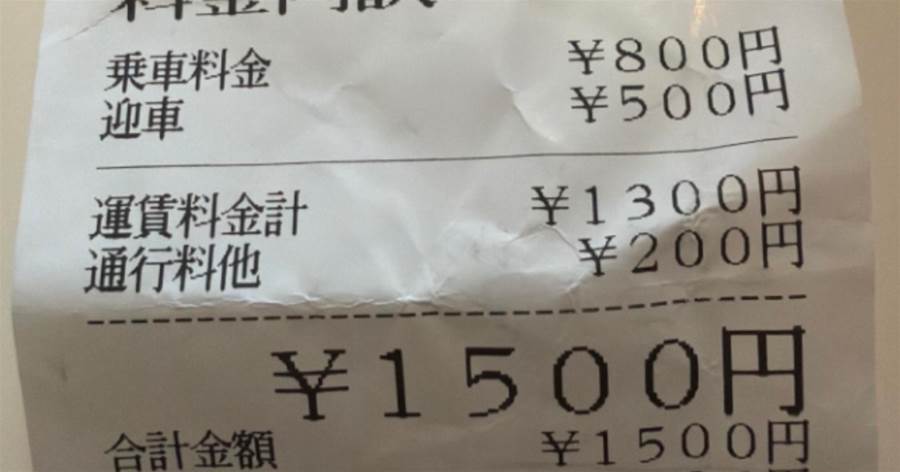 乗車料金 ¥800円
迎車 ¥500円
運賃料金計 ¥1300円
通行料他 ¥200円
¥1500円
合計金額 ¥1500円